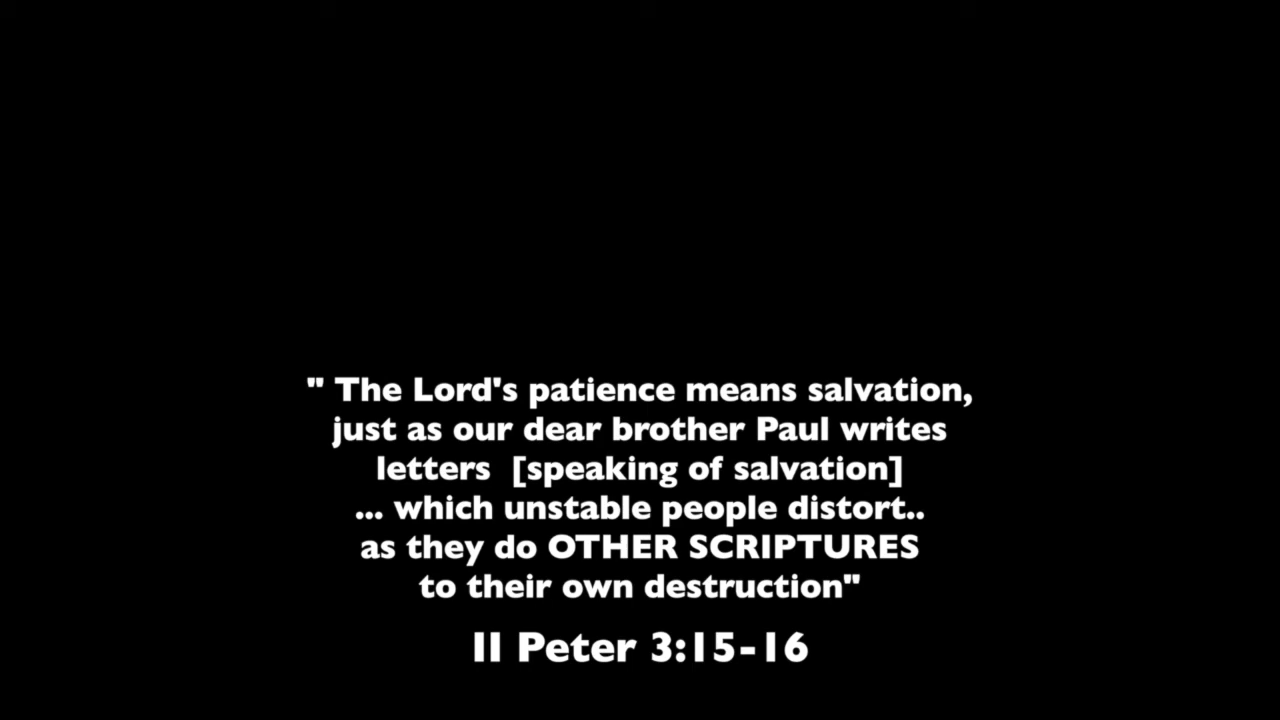 " The Lord's patience means salvation,
just as our dear brother Paul writes
letters  [speaking of salvation]
... which unstable people distort..
as they do OTHER SCRIPTURES
to their own destruction"
II Peter 3:15-16